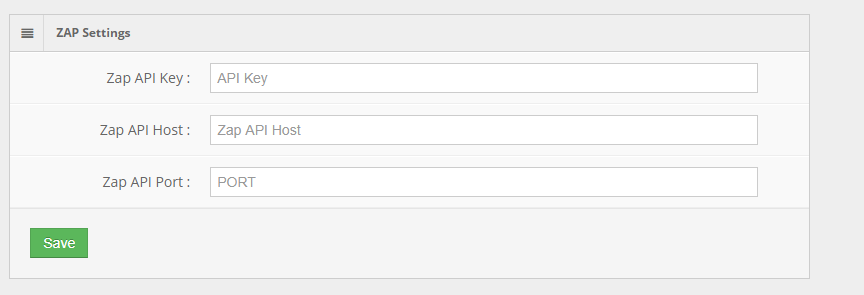 ZAP Settings
Zap API Key : API Key
Zap API Host : Zap API Host
Zap API Port : PORT
Save